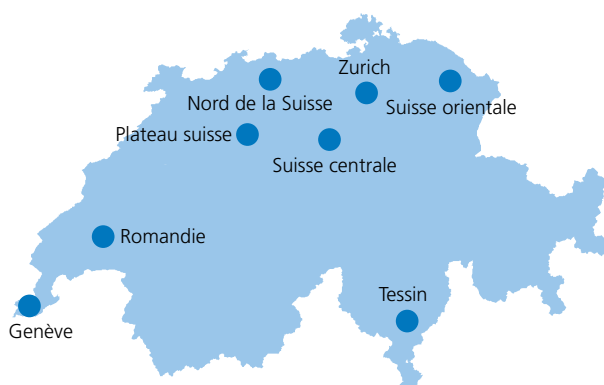 Zurich
Nord de la Suisse
Suisse orientale
Plateau suisse
Suisse centrale
Romandie
Tessin
Genève